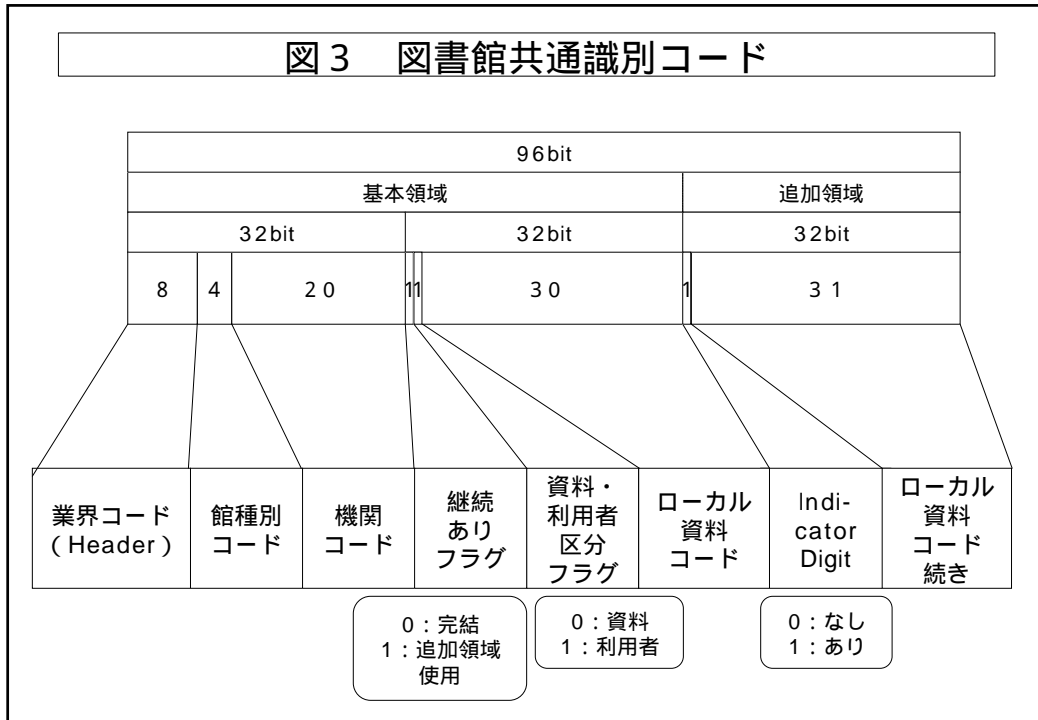 図３　図書館共通識別コード
96bit
基本領域 追加領域
32bit 32bit 32bit
8 4 20 1 1 30 1 31
業界コード
（Header）
館種別
コード
機関
コード
継続
あり
フラグ
資料・
利用者
区分
フラグ
ローカル
資料
コード
Indi-
cator
Digit
ローカル
資料
コード
続き
0：完結
1：追加領域
使用
0：資料
1：利用者
0：なし
1：あり